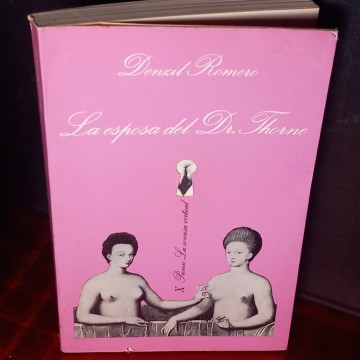 Denzil Romero
La esposa del Dr. Thorne
X Premio La sonrisa vertical